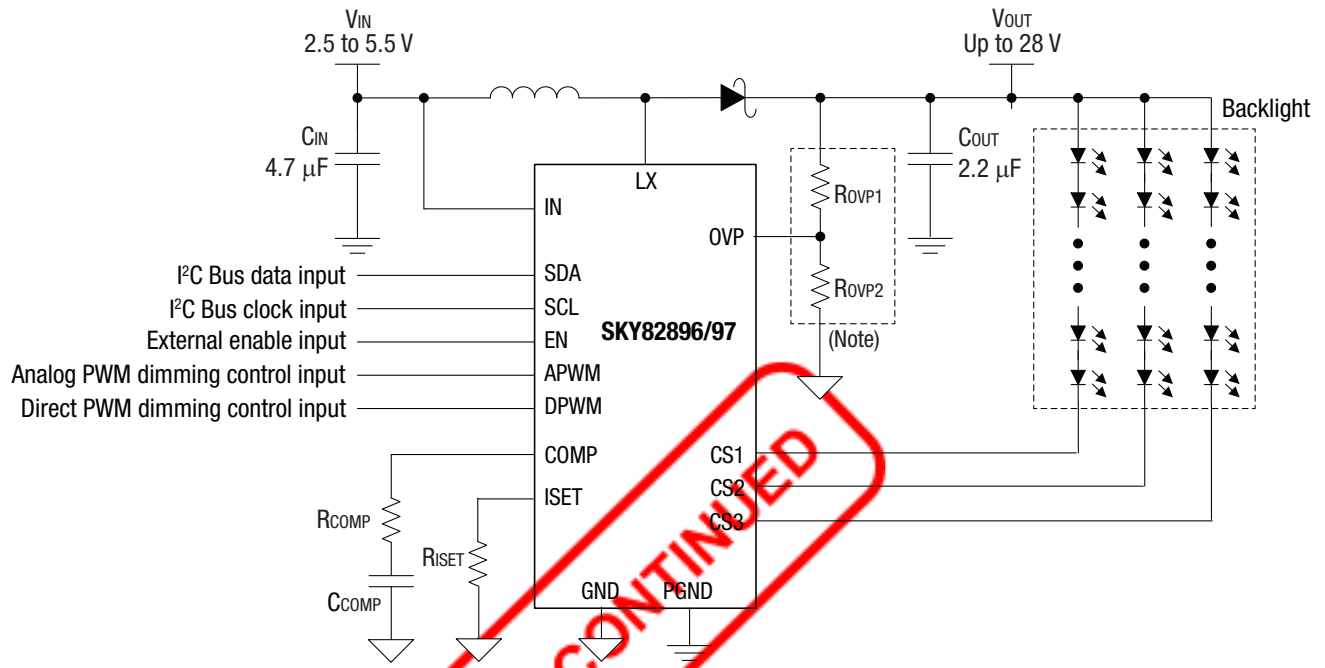 VIN
2.5 to 5.5 V
VOUT
Up to 28 V
Backlight
CIN
4.7 μF
COUT
2.2 μF
LX
IN
ROVP1
OVP
ROVP2
(Note)
I²C Bus data input
SDA
I²C Bus clock input
SCL
External enable input
EN
SKY82896/97
Analog PWM dimming control input
APWM
Direct PWM dimming control input
DPWM
COMP
CS1
ISET
CS2
CS3
RCOMP
RISET
CCOMP
GND
PGND
CONTINUED